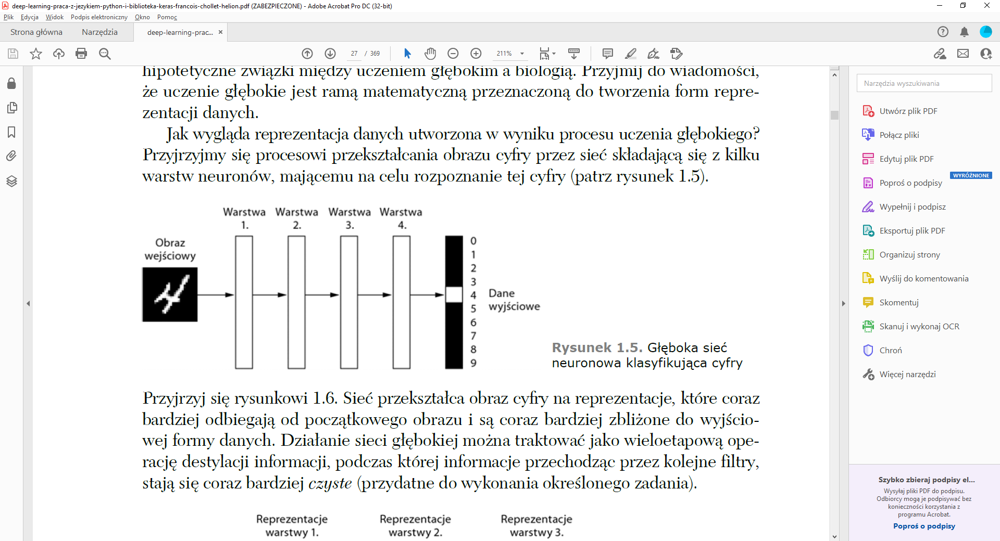 deep-learning-praca-z-jezykiem-python-i-biblioteka-keras-francois-chollet-helion.pdf (ZABEZPIECZONE) - Adobe Acrobat Pro DC (32-bit)
Plik Edycja Widok Podpis elektroniczny Okno Pomoc
Strona główna Narzędzia deep-learning-prac... ×
27 / 369 211%
hipotetyczne związki między uczeniem głębokim a biologią. Przyjmij do wiadomości,
że uczenie głębokie jest ramą matematyczną przeznaczoną do tworzenia form repre-
zentacji danych.
Jak wygląda reprezentacja danych utworzona w wyniku procesu uczenia głębokiego?
Przyjrzyjmy się procesowi przekształcania obrazu cyfry przez sieć składającą się z kilku
warstw neuronów, mającemu na celu rozpoznanie tej cyfry (patrz rysunek 1.5).
Warstwa 1.
Warstwa 2.
Warstwa 3.
Warstwa 4.
Obraz
wejściowy
4
0
1
2
3
4
5
6
7
8
9
Dane
wyjściowe
Rysunek 1.5. Głęboka sieć
neuronowa klasyfikująca cyfry
Przyjrzyj się rysunkowi 1.6. Sieć przekształca obraz cyfry na reprezentacje, które coraz
bardziej odbiegają od początkowego obrazu i są coraz bardziej zbliżone do wyjścio-
wej formy danych. Działanie sieci głębokiej można traktować jako wieloetapową ope-
rację destylacji informacji, podczas której informacje przechodząc przez kolejne filtry,
stają się coraz bardziej czyste (przydatne do wykonania określonego zadania).
Reprezentacje
warstwy 1.
Reprezentacje
warstwy 2.
Reprezentacje
warstwy 3.
Narzędzia wyszukiwania
Utwórz plik PDF
Połącz pliki
Edytuj plik PDF
WYRÓŻNIONE
Poproś o podpisy
Wypełnij i podpisz
Eksportuj plik PDF
Organizuj strony
Wyślij do komentowania
Skomentuj
Skanuj i wykonaj OCR
Chroń
Więcej narzędzi
Szybko zbieraj podpisy el...
Wysyłaj pliki PDF do podpisu.
Odbiorcy mogą je podpisywać bez
konieczności korzystania z
programu Acrobat.
Poproś o podpisy